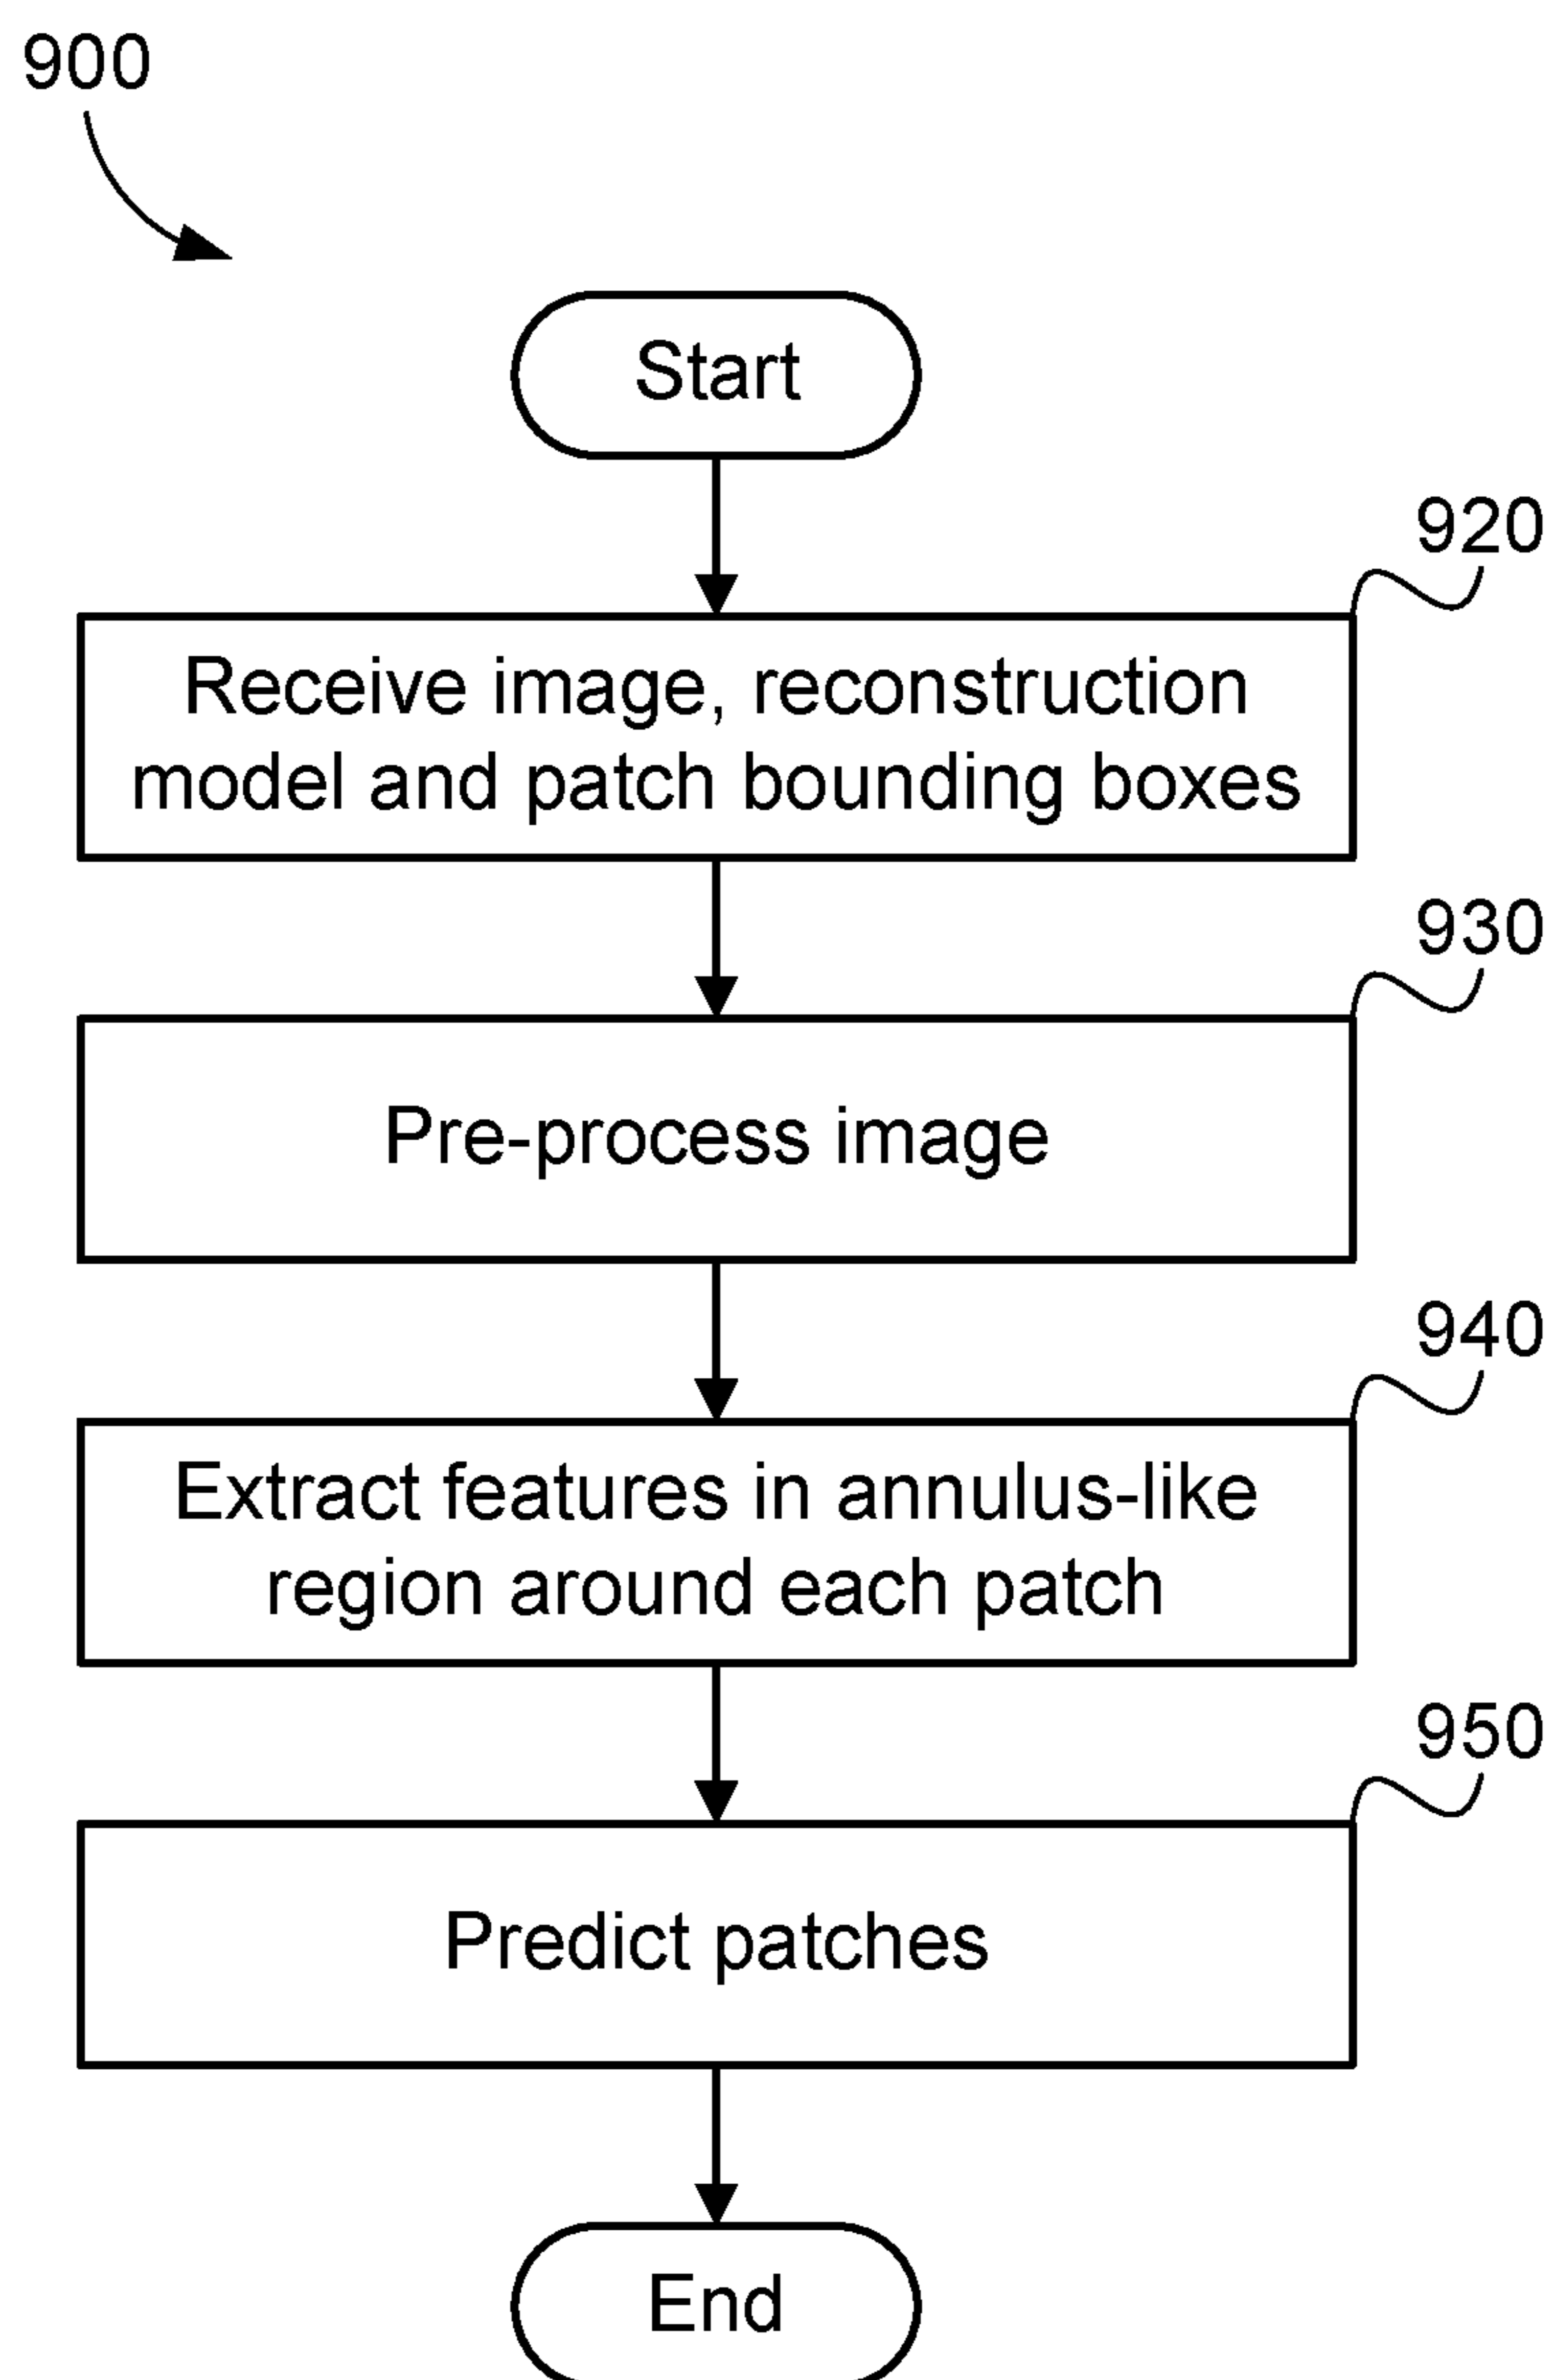 900
Start
920
Receive image, reconstruction
model and patch bounding boxes
930
Pre-process image
940
Extract features in annulus-like
region around each patch
950
Predict patches
End